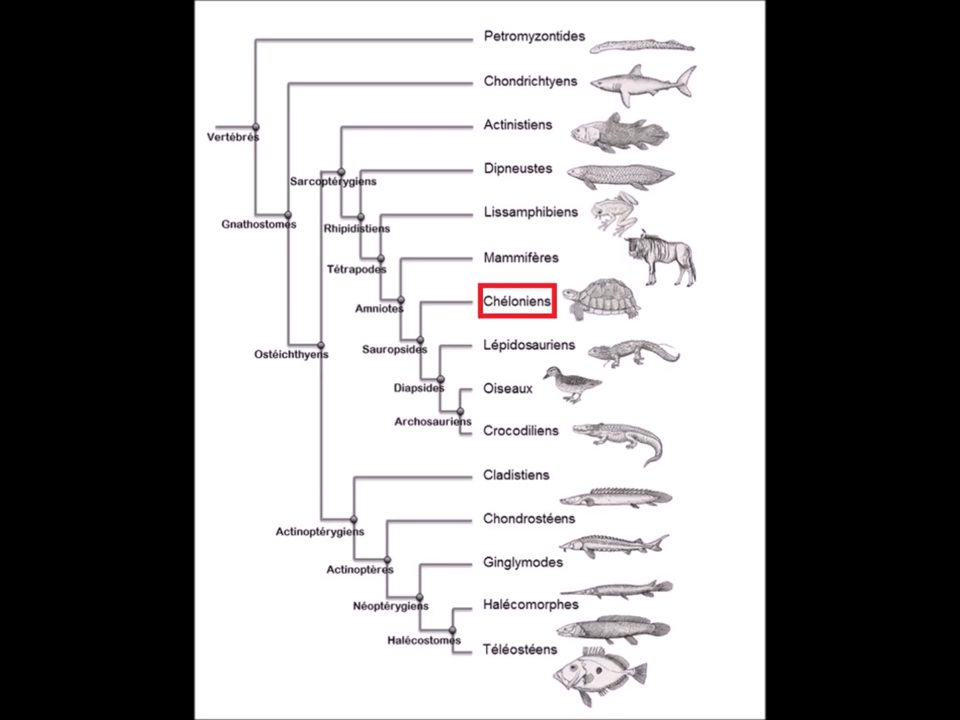 Petromyzontides
Chondrichtyens
Actinistiens
Vertébrés
Dipneustes
Sarcoptérygiens
Lissamphibiens
Gnathostomes
Rhipidistiens
Mammifères
Tétrapodes
Chéloniens
Amniotes
Lépidosauriens
Sauropsides
Ostéichthyens
Oiseaux
Diapsides
Archosauriens
Crocodiliens
Cladistiens
Chondrostéens
Actinoptérygiens
Ginglymodes
Actinoptères
Halécomorphes
Néoptérygiens
Halécostomes
Téléostéens